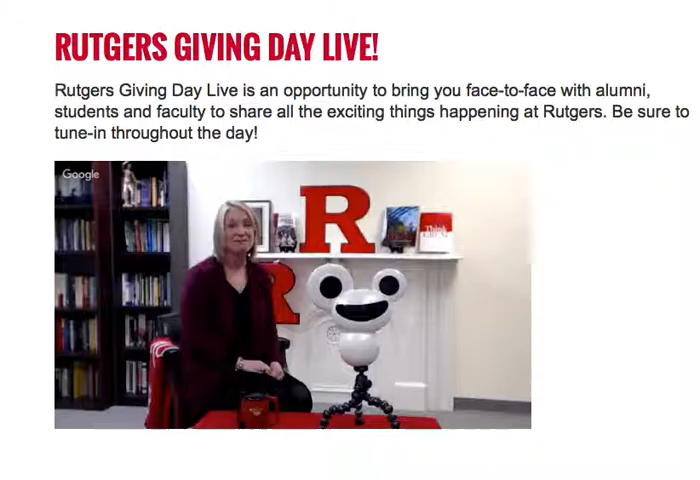 RUTGERS GIVING DAY LIVE!
Rutgers Giving Day Live is an opportunity to bring you face-to-face with alumni,
students and faculty to share all the exciting things happening at Rutgers. Be sure to
tune-in throughout the day!
Google
R
Think
R